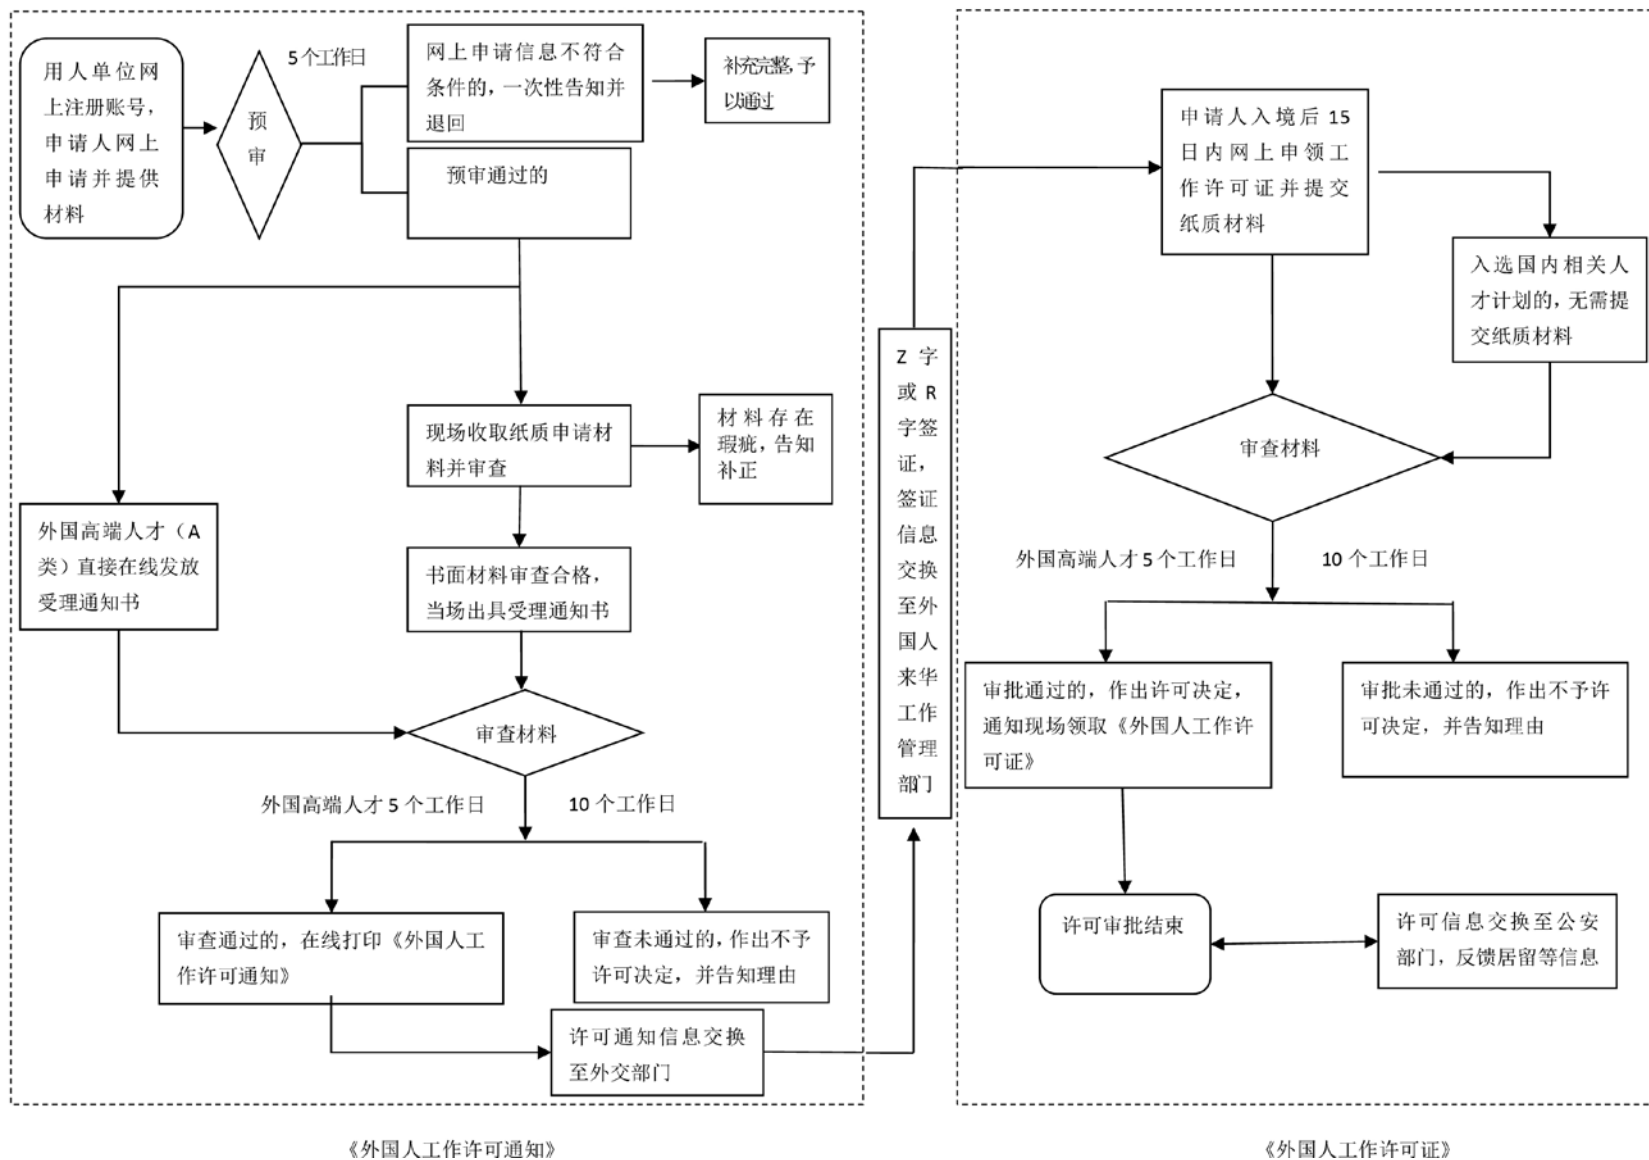 用人单位网
上注册账号，
申请人网上
申请并提供
材料
预
审
5 个工作日
网上申请信息不符合
条件的，一次性告知并
退回
补充完整，予
以通过
预审通过的
现场收取纸质申请材
料并审查
材料存在
瑕疵，告知
补正
外国高端人才（A
类）直接在线发放
受理通知书
书面材料审查合格，
当场出具受理通知书
审查材料
外国高端人才 5 个工作日
10 个工作日
审查通过的，在线打印《外国人工
作许可通知》
审查未通过的，作出不予
许可决定，并告知理由
许可通知信息交换
至外交部门
Z 字
或 R
字签
证，
签证
信息
交换
至外
国人
来华
工作
管理
部门
申请人入境后 15
日内网上申领工
作许可证并提交
纸质材料
入选国内相关人
才计划的，无需提
交纸质材料
审查材料
外国高端人才 5 个工作日
10 个工作日
审批通过的，作出许可决定，
通知现场领取《外国人工作许
可证》
审批未通过的，作出不予许
可决定，并告知理由
许可审批结束
许可信息交换至公安
部门，反馈居留等信息
《外国人工作许可通知》
《外国人工作许可证》